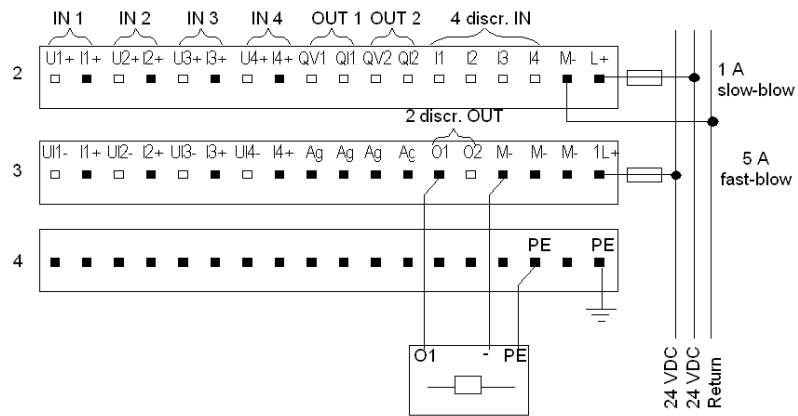 IN 1 IN 2 IN 3 IN 4 OUT 1 OUT 2 4 discr. IN
U1+ I1+ U2+ I2+ U3+ I3+ U4+ I4+ QV1 QI1 QV2 QI2 I1 I2 I3 I4 M- L+
2
1 A
slow-blow
2 discr. OUT
UI1- I1+ UI2- I2+ UI3- I3+ UI4- I4+ Ag Ag Ag Ag O1 O2 M- M- M- 1L+
3
5 A
fast-blow
PE PE
4
O1 - PE
24 VDC
24 VDC
Return